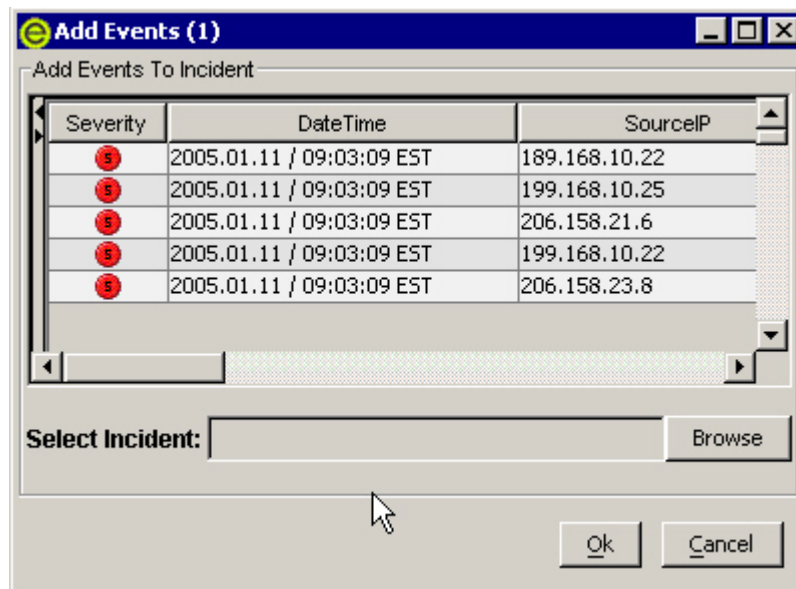 Add Events (1)
Add Events To Incident
Severity DateTime SourceIP
5 2005.01.11 / 09:03:09 EST 189.168.10.22
5 2005.01.11 / 09:03:09 EST 199.168.10.25
5 2005.01.11 / 09:03:09 EST 206.158.21.6
5 2005.01.11 / 09:03:09 EST 199.168.10.22
5 2005.01.11 / 09:03:09 EST 206.158.23.8
Select Incident: Browse
Ok Cancel